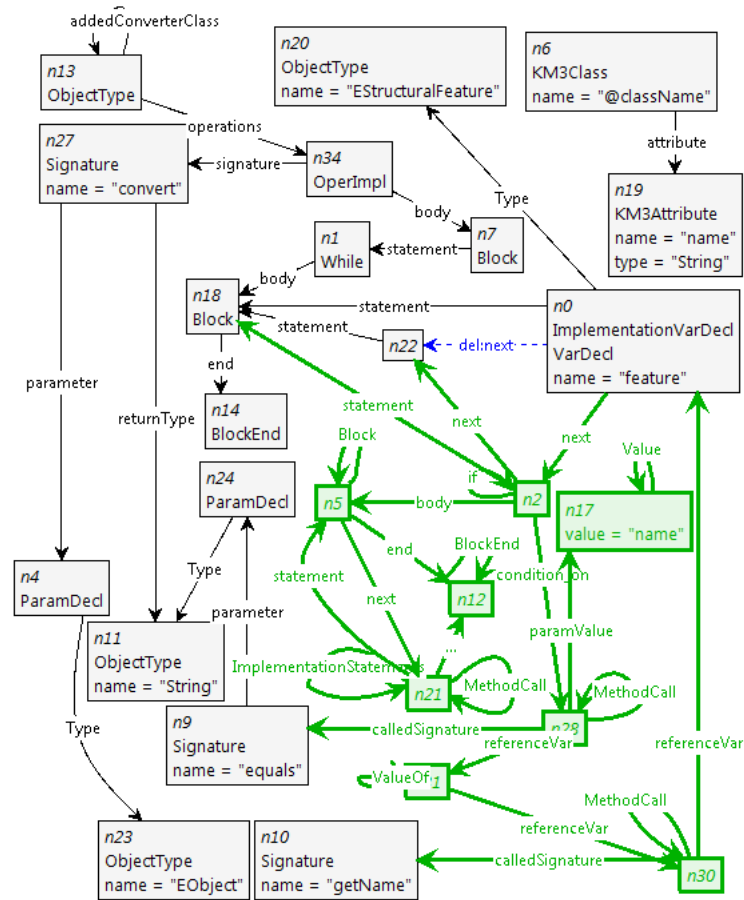 addedConverterClass
n13
ObjectType
n20
ObjectType
name = "EStructuralFeature"
n6
KM3Class
name = "@className"
operations
n27
Signature
name = "convert"
signature
n34
OperImpl
attribute
n19
KM3Attribute
name = "name"
type = "String"
Type
body
n1
While
statement
n7
Block
body
n18
Block
statement
n0
ImplementationVarDecl
VarDecl
name = "feature"
statement
n22
del:next
end
parameter
returnType
n14
BlockEnd
statement
next
next
Block
Value
if
n24
ParamDecl
n5
body
n2
n17
value = "name"
end
BlockEnd
condition_on
Type
statement
n4
ParamDecl
parameter
next
n12
paramValue
n11
ObjectType
name = "String"
...
ImplementationStatements
n21
MethodCall
MethodCall
n9
Signature
name = "equals"
calledSignature
n28
Type
referenceVar
referenceVar
ValueOf
1
MethodCall
referenceVar
n23
ObjectType
name = "EObject"
n10
Signature
name = "getName"
calledSignature
n30